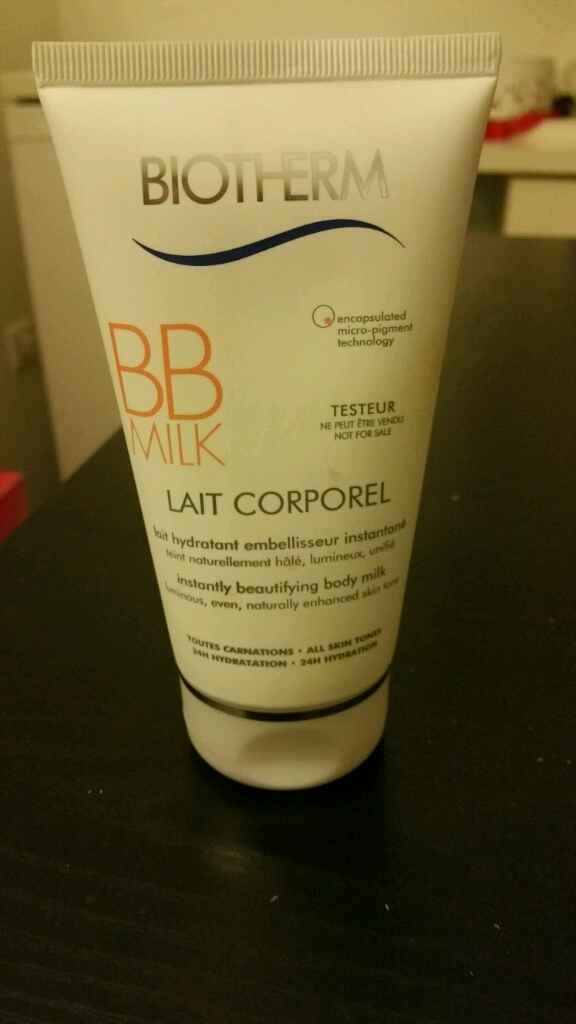 BIOTHERM
encapsulated
micro-pigment
technology
BB
MILK
TESTEUR
NE PEUT ÊTRE VENDU
NOT FOR SALE
LAIT CORPOREL
lait hydratant embellisseur instantané
teint naturellement hâlé, lumineux, unifié
instantly beautifying body milk
luminous, even, naturally enhanced skin tone
TOUTES CARNATIONS • ALL SKIN TONES
24H HYDRATATION • 24H HYDRATION